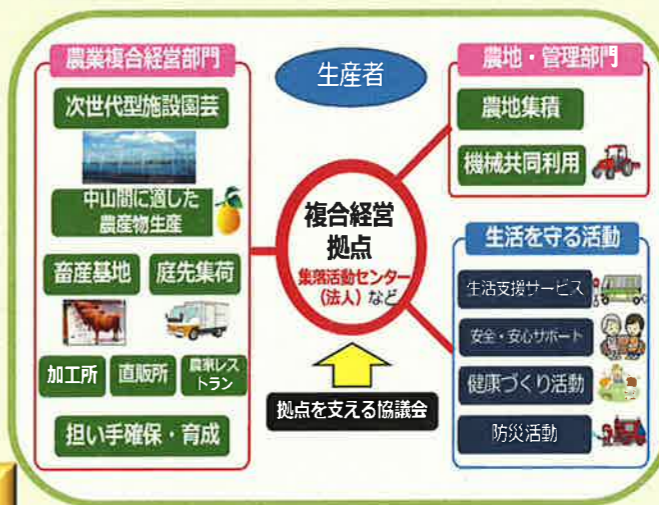 農業複合経営部門
次世代型施設園芸
中山間に適した
農産物生産
畜産基地
庭先集荷
加工所
直販所
農家レス
トラン
担い手確保・育成
生産者
複合経営
拠点
集落活動センター
（法人）など
拠点を支える協議会
農地・管理部門
農地集積
機械共同利用
生活を守る活動
生活支援サービス
安全・安心サポート
健康づくり活動
防災活動